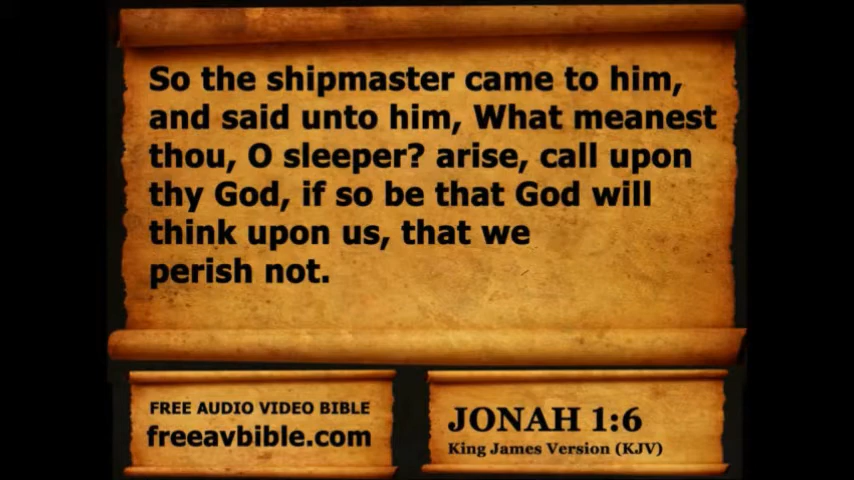 So the shipmaster came to him,
and said unto him, What meanest
thou, O sleeper? arise, call upon
thy God, if so be that God will
think upon us, that we
perish not.
FREE AUDIO VIDEO BIBLE
freeavbible.com
JONAH 1:6
King James Version (KJV)